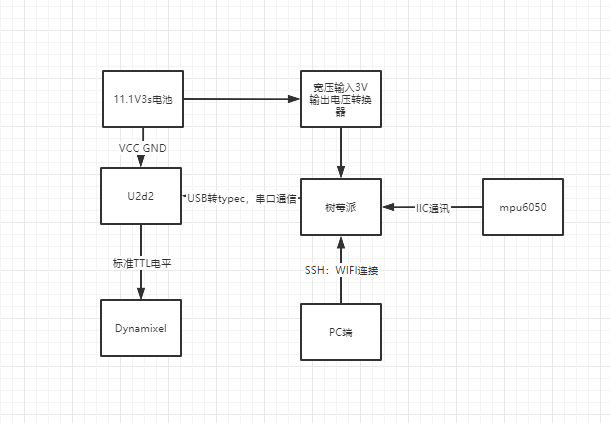 11.1V3s电池
宽压输入3V
输出电压转换
器
VCC GND
U2d2
USB转typec，串口通信
树莓派
IIC通讯
mpu6050
标准TTL电平
SSH：WIFI连接
Dynamixel
PC端